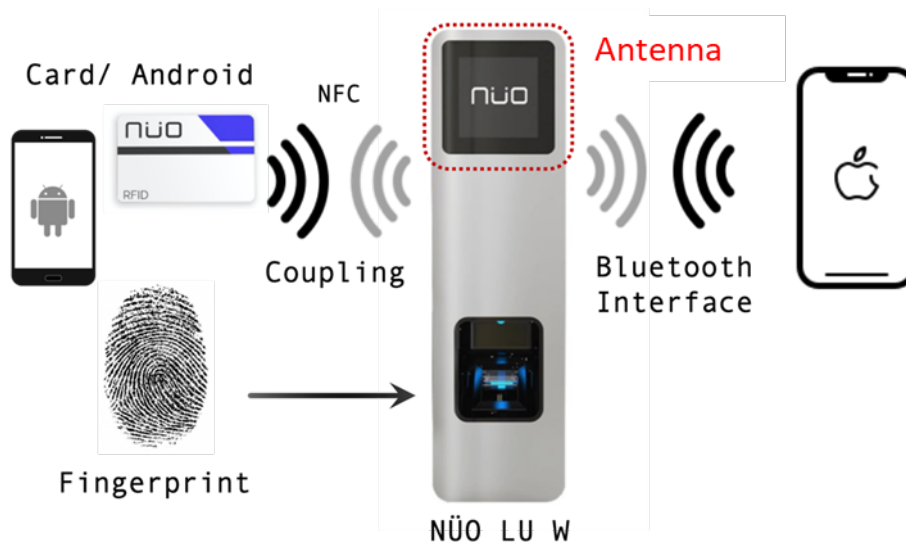 Antenna
Card/ Android
NFC
nüo
nüo
RFID
Coupling
Bluetooth
Interface
Fingerprint
NÜO LU W